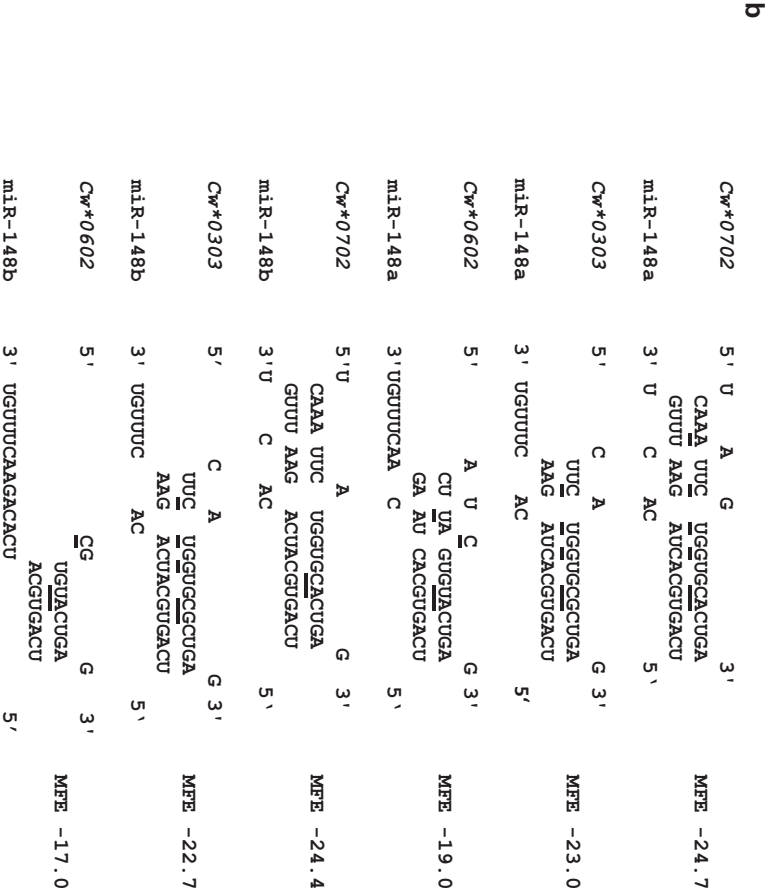 b
Cw*0702 5' U A G 3'
CAAA UUC UGGUGCACUGA MFE -24.7
GUUU AAG AUCACGUGACU
miR-148a 3' U C AC 5`
Cw*0303 5' C A G 3'
UUC UGGUGCGCUGA MFE -23.0
AAG AUCACGUGACU
miR-148a 3' UGUUUC AC 5‘
Cw*0602 5' A U C G 3'
CU UA GUGUACUGA MFE -19.0
GA AU CACGUGACU
miR-148a 3'UGUUUCAA C 5`
Cw*0702 5'U A G 3'
CAAA UUC UGGUGCACUGA MFE -24.4
GUUU AAG ACUACGUGACU
miR-148b 3'U C AC 5`
Cw*0303 5' C A G 3'
UUC UGGUGCGCUGA MFE -22.7
AAG ACUACGUGACU
miR-148b 3' UGUUUC AC 5`
Cw*0602 5' CG G 3'
UGUACUGA MFE -17.0
ACGUGACU
miR-148b 3' UGUUUCAAGACACU 5'